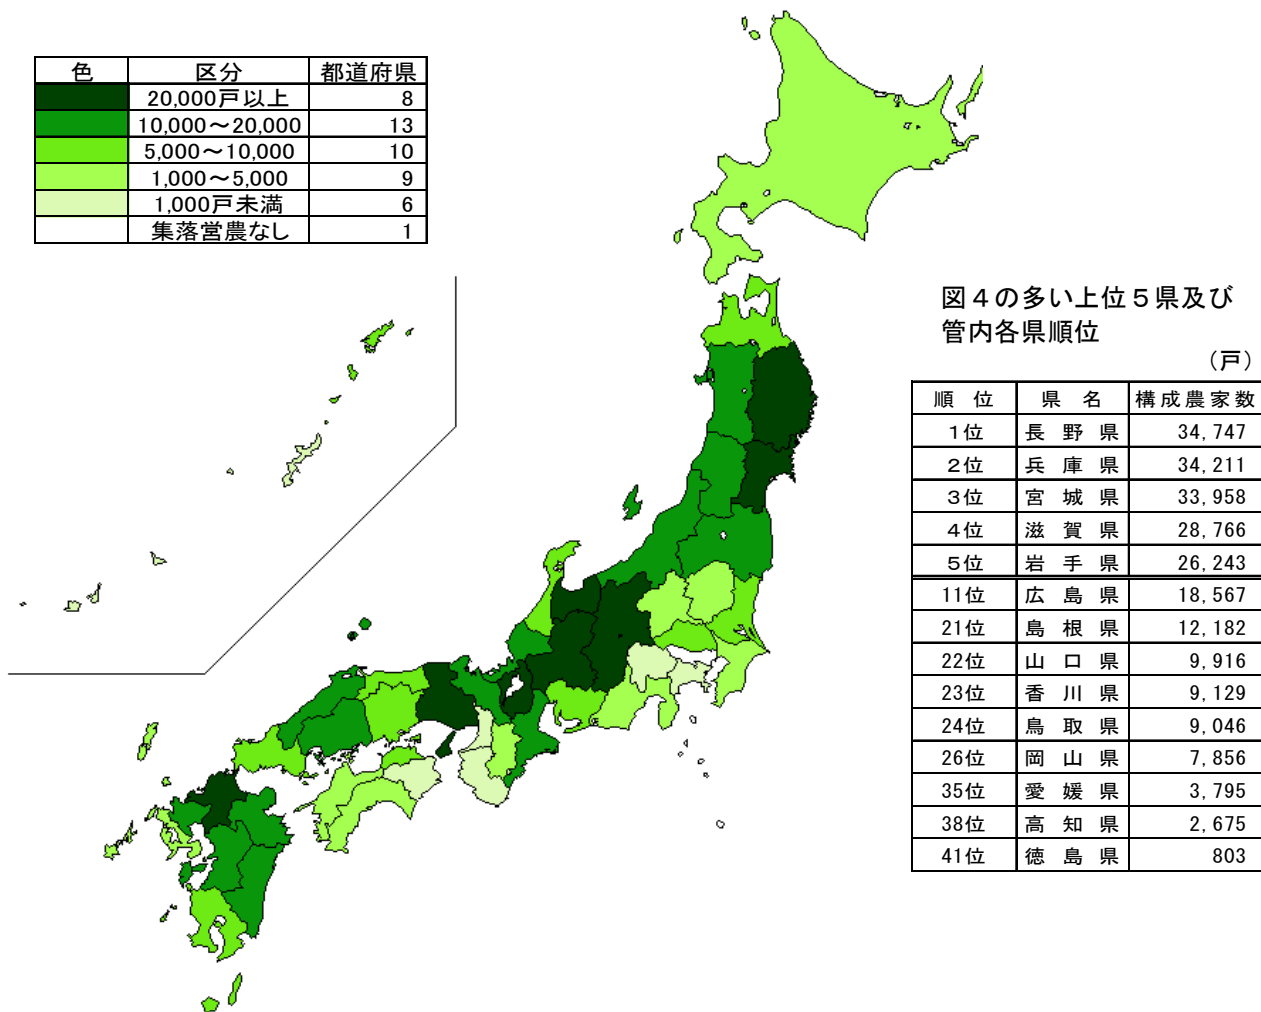 色 区分 都道府県
20,000戸以上 8
10,000～20,000 13
5,000～10,000 10
1,000～5,000 9
1,000戸未満 6
集落営農なし 1
図４の多い上位５県及び
管内各県順位
（戸）
順位 県名 構成農家数
1位 長野県 34,747
2位 兵庫県 34,211
3位 宮城県 33,958
4位 滋賀県 28,766
5位 岩手県 26,243
11位 広島県 18,567
21位 島根県 12,182
22位 山口県 9,916
23位 香川県 9,129
24位 鳥取県 9,046
26位 岡山県 7,856
35位 愛媛県 3,795
38位 高知県 2,675
41位 徳島県 803